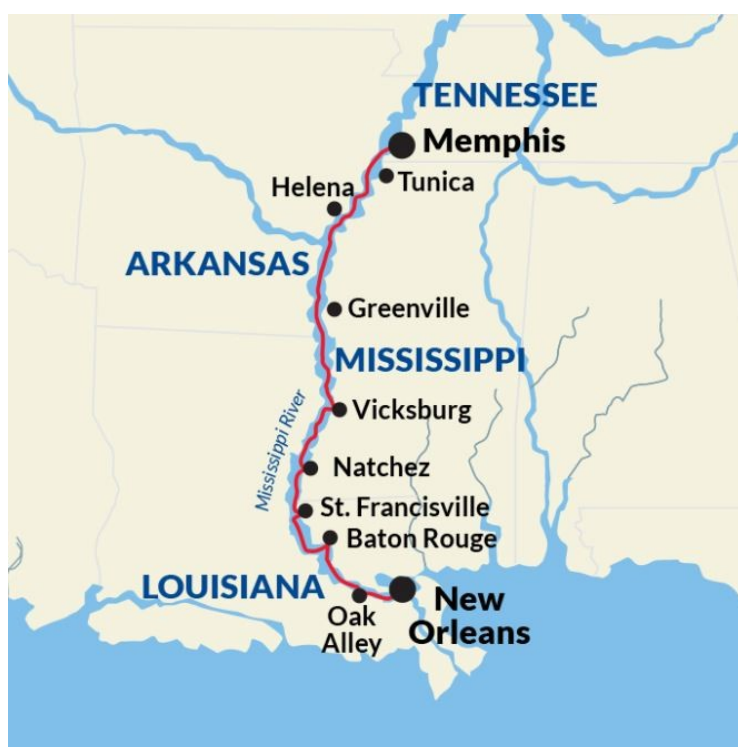 TENNESSEE
Memphis
Tunica
Helena
ARKANSAS
Greenville
MISSISSIPPI
Vicksburg
Mississippi River
Natchez
St. Francisville
Baton Rouge
LOUISIANA
New
Orleans
Oak
Alley